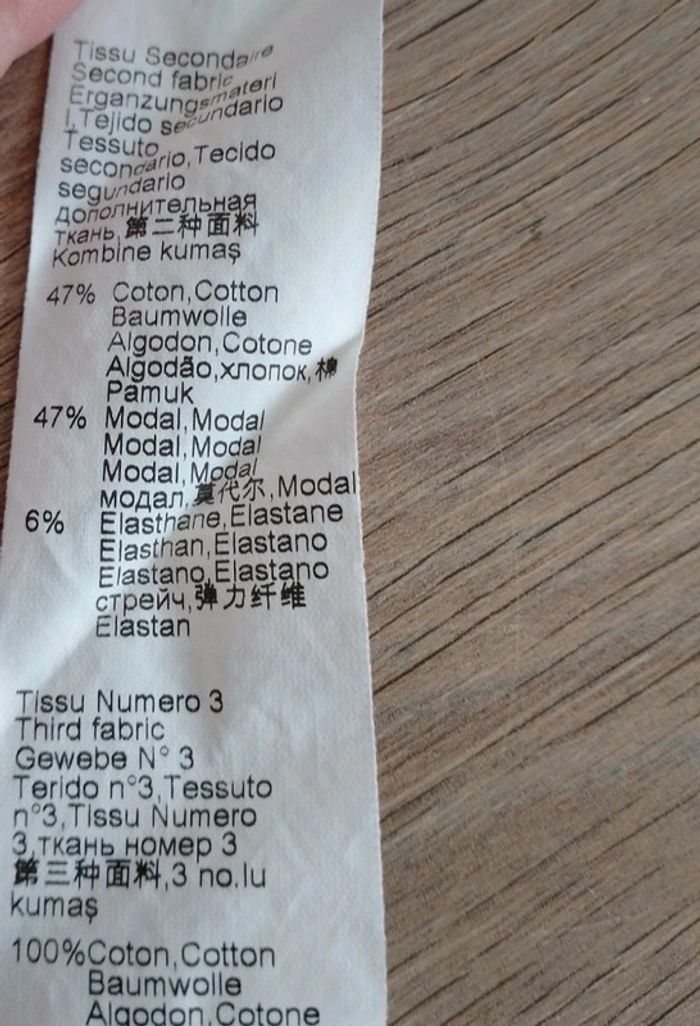 Tissu Secondaire
Second fabric
Erganzungsmateri
l,Tejido secundario
Tessuto
secondario,Tecido
segundario
дополнительная
ткань,第二种面料
Kombine kumaş
47% Coton,Cotton
Baumwolle
Algodon,Cotone
Algodão,хлопок,棉
Pamuk
47% Modal,Modal
Modal,Modal
Modal,Modal
модал,莫代尔,Modal
6% Elasthane,Elastane
Elasthan,Elastano
Elastano,Elastano
стрейч,弹力纤维
Elastan
Tissu Numero 3
Third fabric
Gewebe N° 3
Terido n°3,Tessuto
n°3,Tissu Numero
3,ткань номер 3
第三种面料,3 no.lu
kumaş
100%Coton,Cotton
Baumwolle
Algodon,Cotone